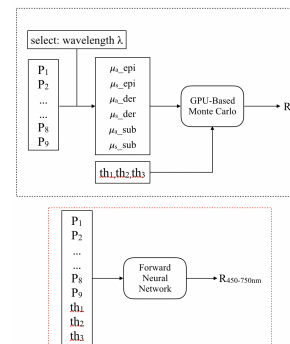 select: wavelength λ
P₁
P₂
...
...
P₈
P₉
μₐ_epi
μₛ_epi
μₐ_der
μₛ_der
μₐ_sub
μₛ_sub
GPU-Based
Monte Carlo
R
th₁,th₂,th₃
P₁
P₂
...
...
P₈
P₉
th₁
th₂
th₃
Forward
Neural
Network
R₄₅₀₋₇₅₀ₙₘ